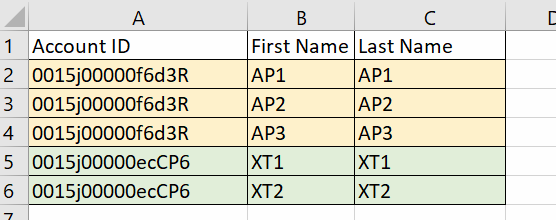 A B C D
1 Account ID First Name Last Name
2 0015j00000f6d3R AP1 AP1
3 0015j00000f6d3R AP2 AP2
4 0015j00000f6d3R AP3 AP3
5 0015j00000ecCP6 XT1 XT1
6 0015j00000ecCP6 XT2 XT2
7